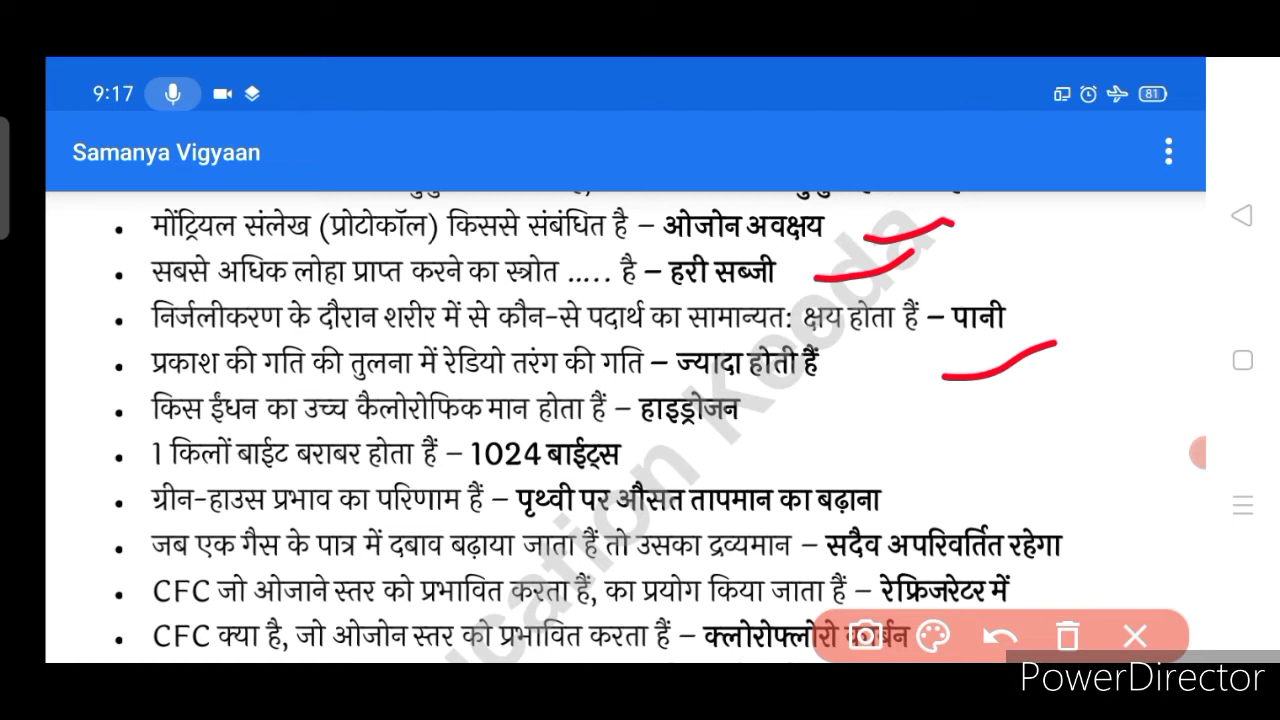 9:17
81
Samanya Vigyaan
• मोंट्रियल संलेख (प्रोटोकॉल) किससे संबंधित है – ओजोन अवक्षय
• सबसे अधिक लोहा प्राप्त करने का स्त्रोत ..... है – हरी सब्जी
• निर्जलीकरण के दौरान शरीर में से कौन-से पदार्थ का सामान्यत: क्षय होता हैं – पानी
• प्रकाश की गति की तुलना में रेडियो तरंग की गति – ज्यादा होती हैं
• किस ईंधन का उच्च कैलोरोफिक मान होता हैं – हाइड्रोजन
• 1 किलों बाईट बराबर होता हैं – 1024 बाईट्स
• ग्रीन-हाउस प्रभाव का परिणाम हैं – पृथ्वी पर औसत तापमान का बढ़ाना
• जब एक गैस के पात्र में दबाव बढ़ाया जाता हैं तो उसका द्रव्यमान – सदैव अपरिवर्तित रहेगा
• CFC जो ओजाने स्तर को प्रभावित करता हैं, का प्रयोग किया जाता हैं – रेफ्रिजरेटर में
• CFC क्या है, जो ओजोन स्तर को प्रभावित करता हैं – क्लोरोफ्लोरो कार्बन
PowerDirector